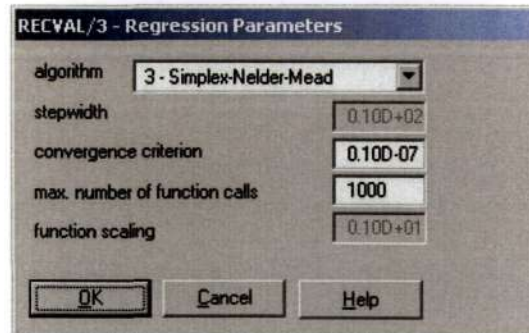 RECVAL/3 - Regression Parameters
algorithm 3 - Simplex-Nelder-Mead
stepwidth 0.10D+02
convergence criterion 0.10D-07
max. number of function calls 1000
function scaling 0.10D+01
OK Cancel Help